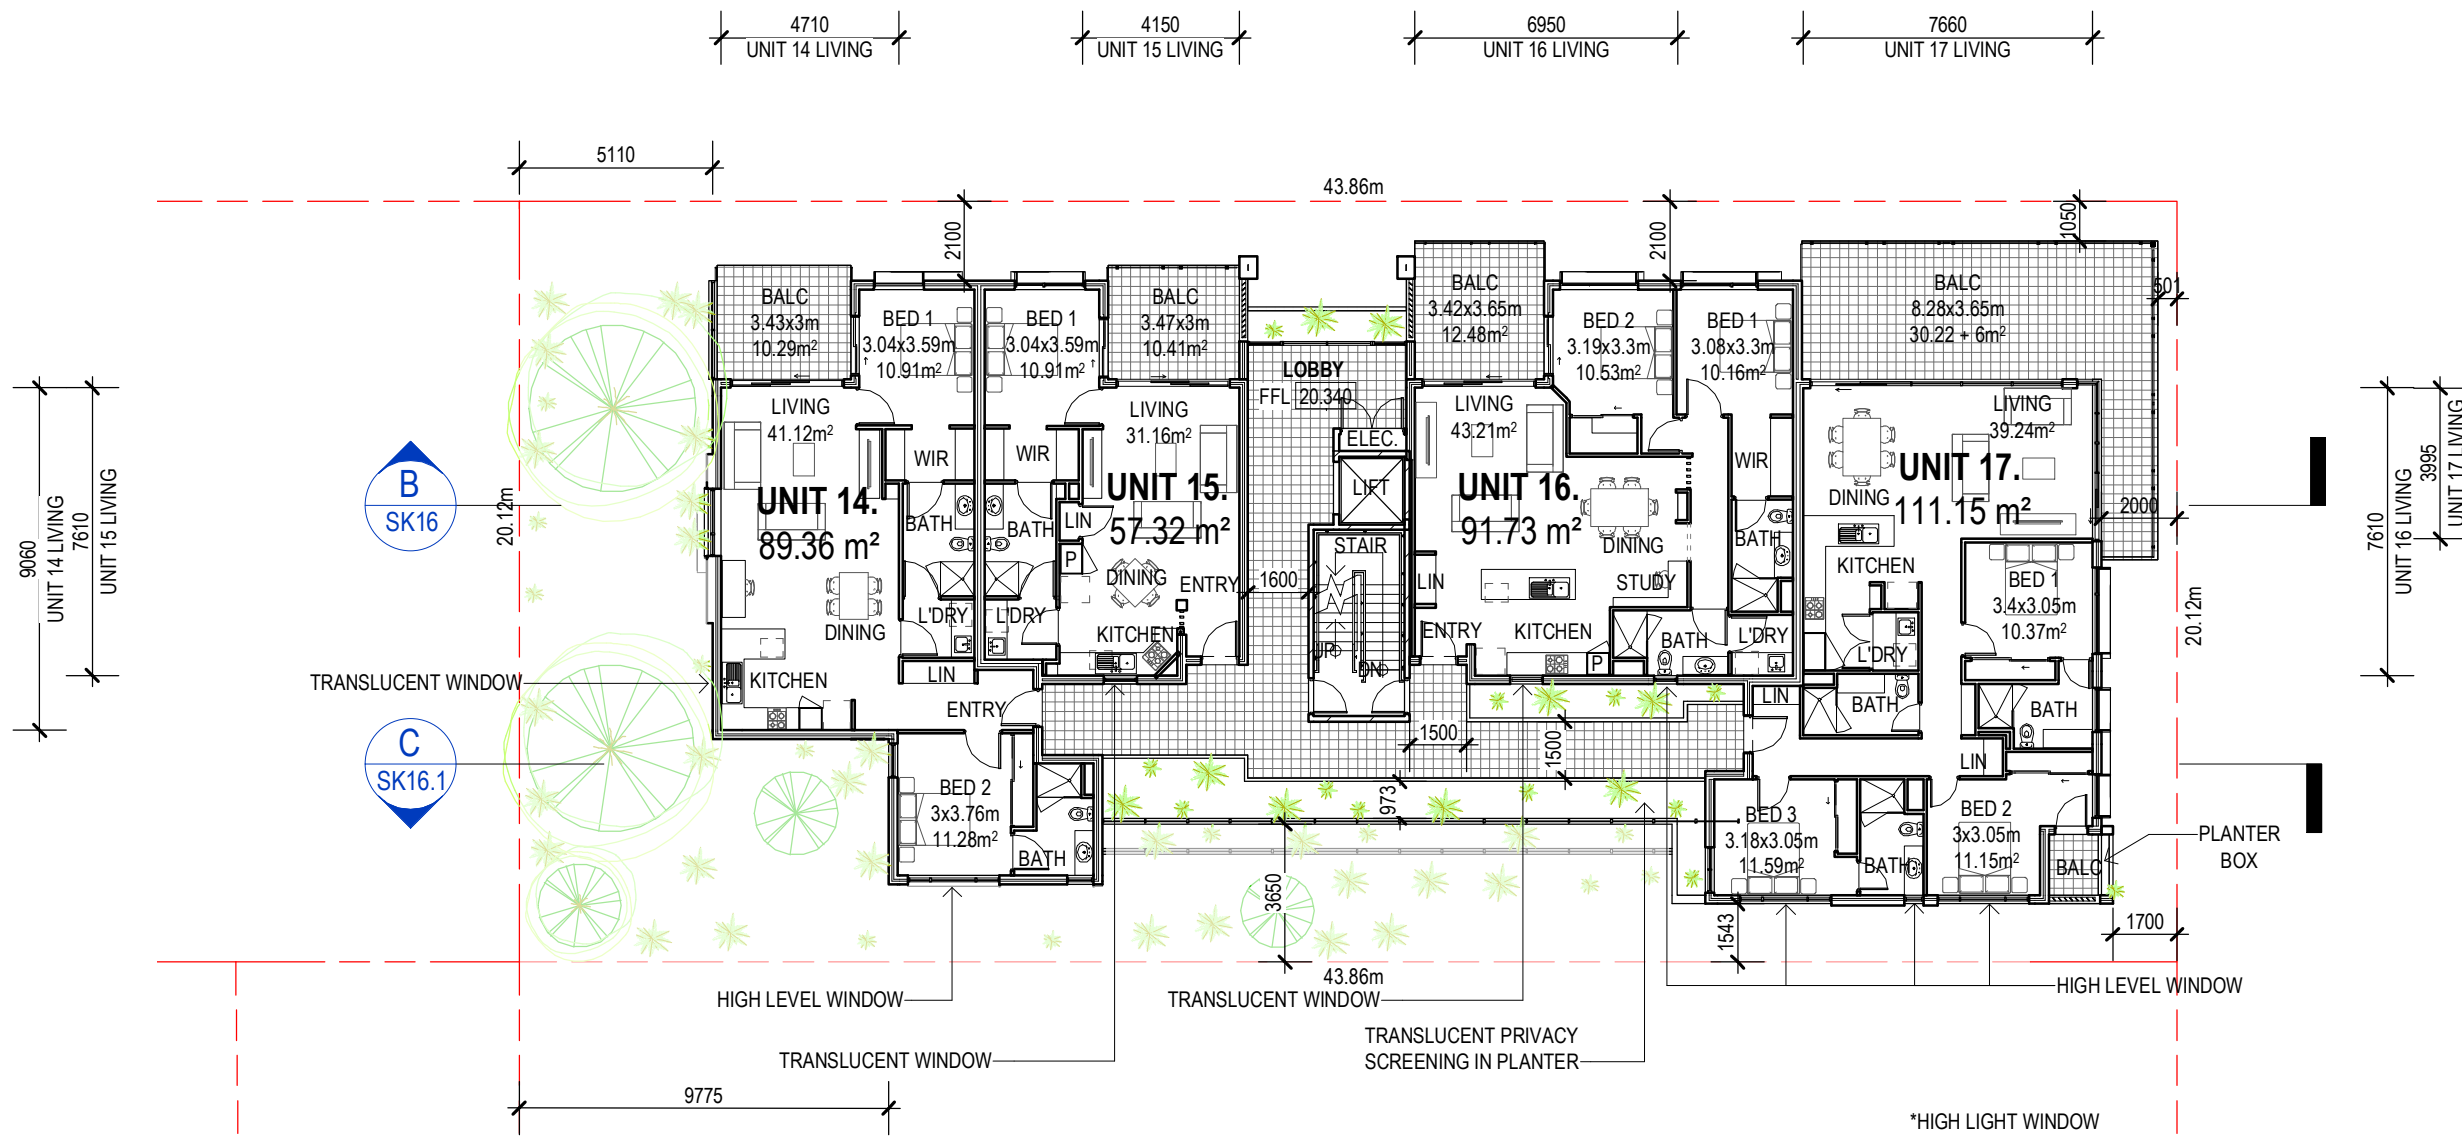 4710
UNIT 14 LIVING
4150
UNIT 15 LIVING
6950
UNIT 16 LIVING
7660
UNIT 17 LIVING
5110
43.86m
2100
2100
1050
501
BALC
3.43x3m
10.29m²
BED 1
3.04x3.59m
10.91m²
BED 1
3.04x3.59m
10.91m²
BALC
3.47x3m
10.41m²
LOBBY
FFL 20.340
BALC
3.42x3.65m
12.48m²
BED 2
3.19x3.3m
10.53m²
BED 1
3.08x3.3m
10.16m²
BALC
8.28x3.65m
30.22 + 6m²
LIVING
41.12m²
WIR
WIR
LIVING
31.16m²
ELEC.
LIFT
LIVING
43.21m²
WIR
LIVING
39.24m²
UNIT 14.
89.36 m²
UNIT 15.
57.32 m²
UNIT 16.
91.73 m²
UNIT 17.
111.15 m²
DINING
2000
9060
UNIT 14 LIVING
7610
UNIT 15 LIVING
B
SK16
20.12m
BATH
BATH
LIN
P
DINING
ENTRY
1600
STAIR
UP
DN
LIN
DINING
STUDY
BATH
KITCHEN
BED 1
3.4x3.05m
10.37m²
20.12m
7610
UNIT 16 LIVING
3995
UNIT 17 LIVING
DINING
L'DRY
L'DRY
KITCHEN
ENTRY
KITCHEN
P
BATH
L'DRY
L'DRY
TRANSLUCENT WINDOW
KITCHEN
LIN
ENTRY
LIN
BATH
BATH
C
SK16.1
1500
1500
LIN
BED 2
3x3.76m
11.28m²
BATH
973
3650
BED 3
3.18x3.05m
11.59m²
BATH
BED 2
3x3.05m
11.15m²
BALC
PLANTER
BOX
1543
1700
43.86m
HIGH LEVEL WINDOW
TRANSLUCENT WINDOW
HIGH LEVEL WINDOW
TRANSLUCENT WINDOW
TRANSLUCENT PRIVACY
SCREENING IN PLANTER
9775
*HIGH LIGHT WINDOW